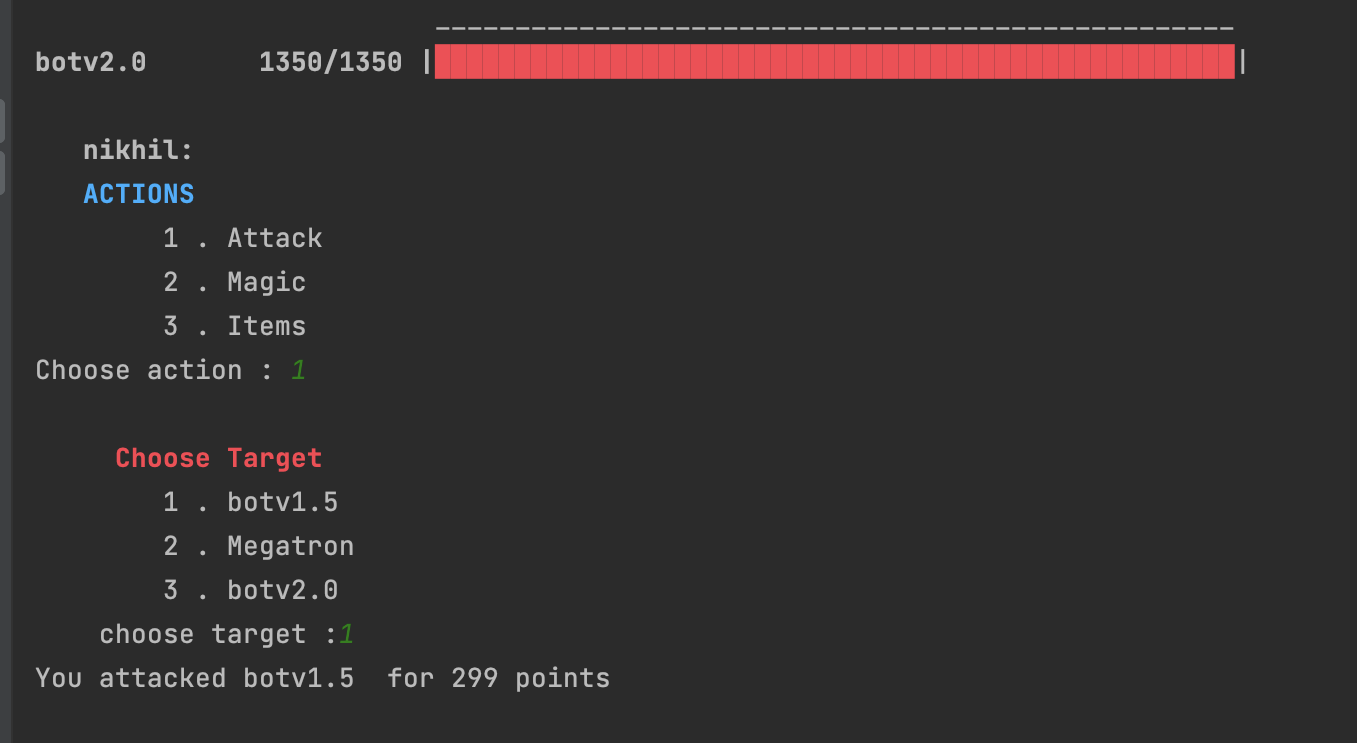 __________________________________________________
botv2.0       1350/1350 |██████████████████████████████████████████████████|
nikhil:
ACTIONS
1 . Attack
2 . Magic
3 . Items
Choose action : 1
Choose Target
1 . botv1.5
2 . Megatron
3 . botv2.0
choose target :1
You attacked botv1.5  for 299 points